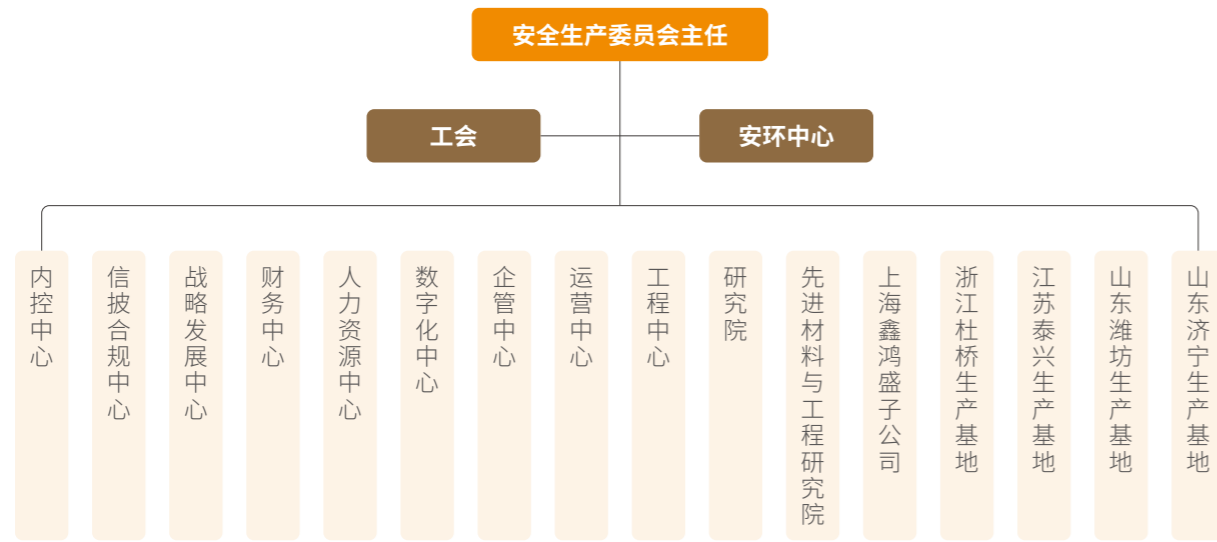 安全生产委员会主任
工会
安环中心
内控中心
信披合规中心
战略发展中心
财务中心
人力资源中心
数字化中心
企管中心
运营中心
工程中心
研究院
先进材料与工程研究院
上海鑫鸿盛子公司
浙江杜桥生产基地
江苏泰兴生产基地
山东潍坊生产基地
山东济宁生产基地